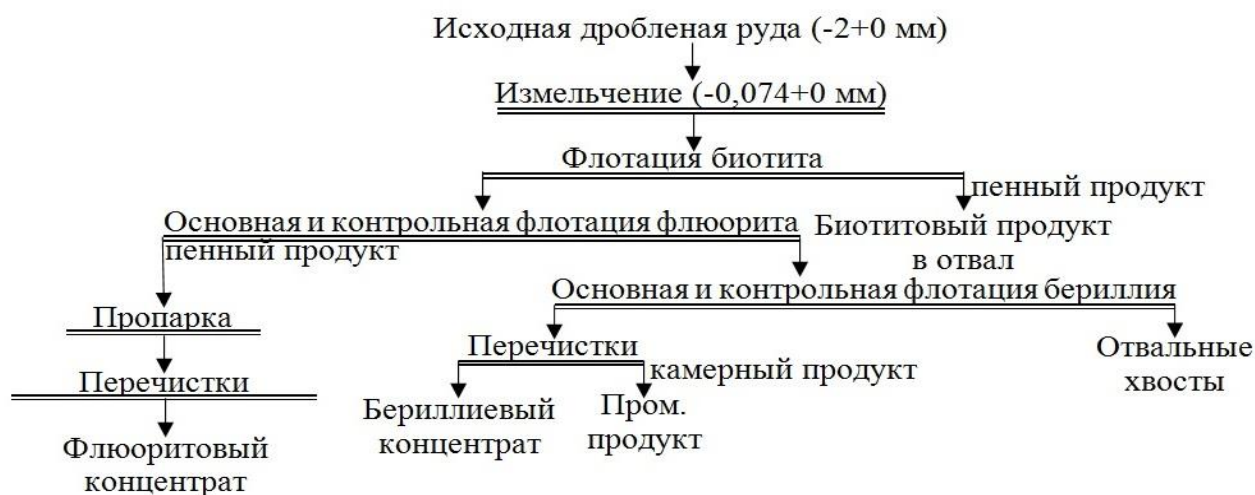 Исходная дробленая руда (-2+0 мм)
Измельчение (-0,074+0 мм)
Флотация биотита
пенный продукт
Основная и контрольная флотация флюорита
пенный продукт
Биотитовый продукт
в отвал
Основная и контрольная флотация бериллия
Пропарка
Перечистки
камерный продукт
Отвальные
хвосты
Перечистки
Бериллиевый
концентрат
Пром.
продукт
Флюоритовый
концентрат